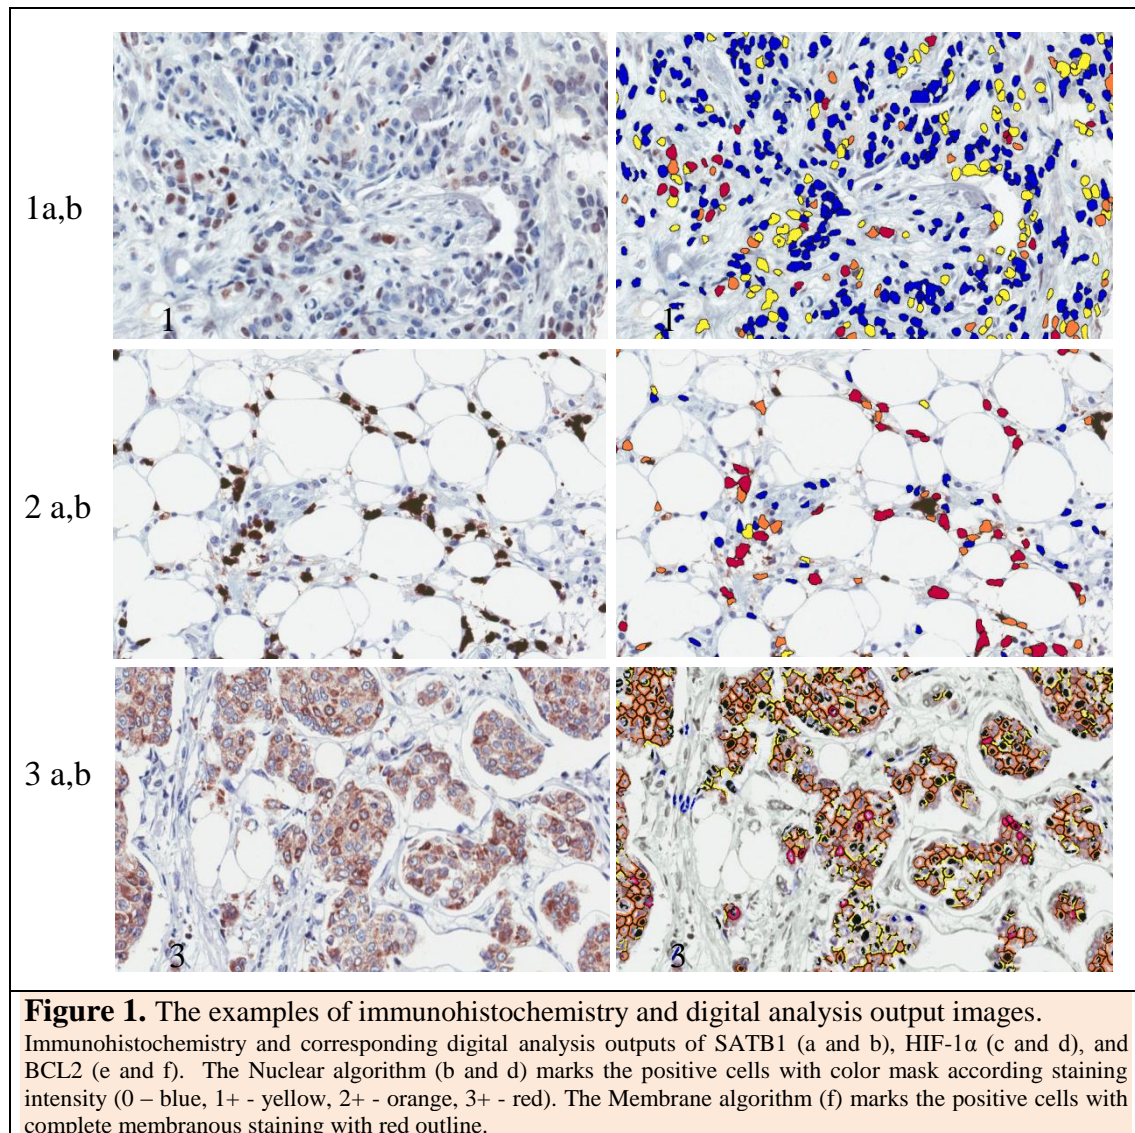 1a,b
1
1
2 a,b
3 a,b
3
3
Figure 1. The examples of immunohistochemistry and digital analysis output images.
Immunohistochemistry and corresponding digital analysis outputs of SATB1 (a and b), HIF-1α (c and d), and
BCL2 (e and f). The Nuclear algorithm (b and d) marks the positive cells with color mask according staining
intensity (0 – blue, 1+ - yellow, 2+ - orange, 3+ - red). The Membrane algorithm (f) marks the positive cells with
complete membranous staining with red outline.